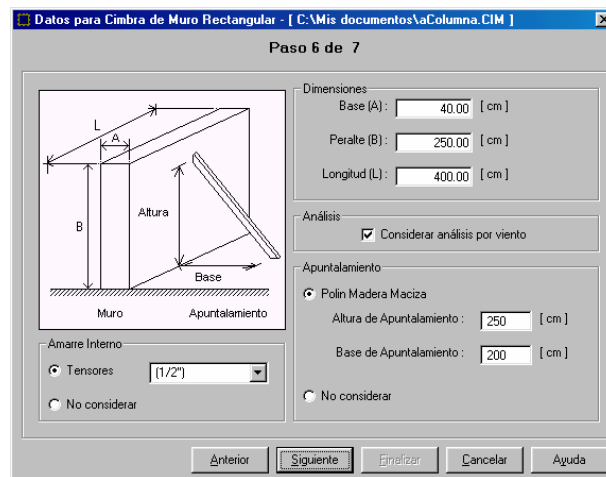 Datos para Cimbra de Muro Rectangular - [ C:\Mis documentos\aColumna.CIM ]
Paso 6 de 7
L
A
B
Altura
Base
Muro
Apuntalamiento
Amarre Interno
Tensores
(1/2")
No considerar
Dimensiones
Base (A) : 40.00 [ cm ]
Peralte (B) : 250.00 [ cm ]
Longitud (L) : 400.00 [ cm ]
Análisis
Considerar análisis por viento
Apuntalamiento
Polin Madera Maciza
Altura de Apuntalamiento : 250 [ cm ]
Base de Apuntalamiento : 200 [ cm ]
No considerar
Anterior
Siguiente
Finalizar
Cancelar
Ayuda